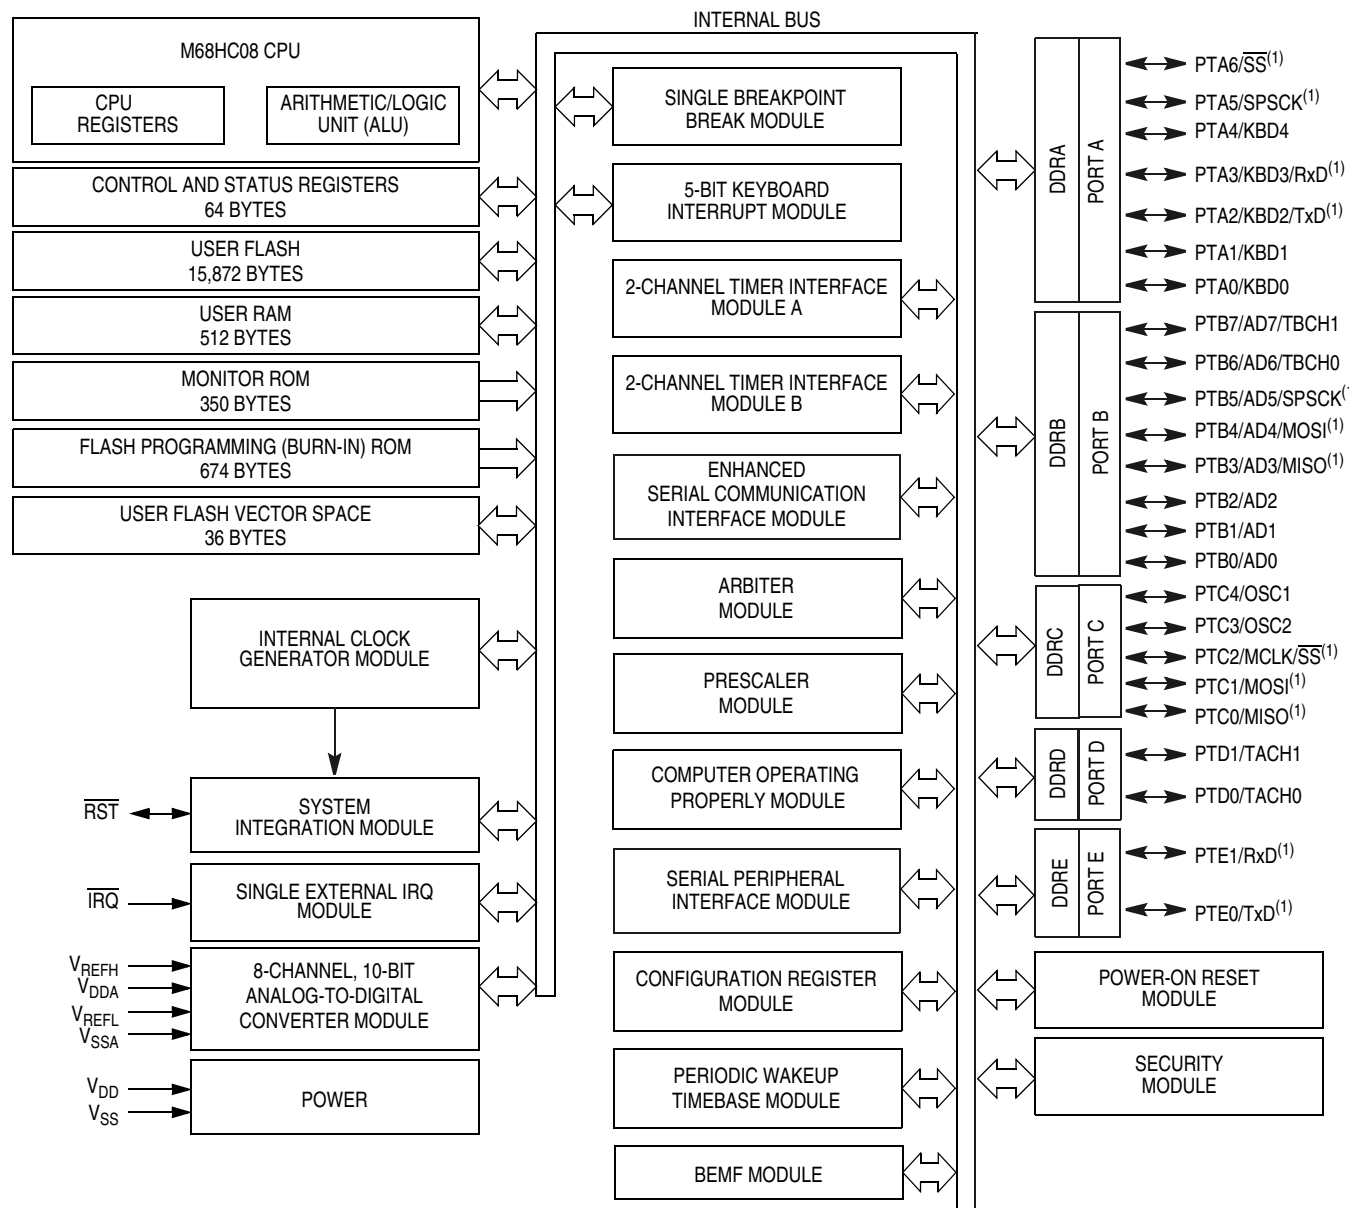 INTERNAL BUS
M68HC08 CPU
CPU
REGISTERS
ARITHMETIC/LOGIC
UNIT (ALU)
CONTROL AND STATUS REGISTERS
64 BYTES
USER FLASH
15,872 BYTES
USER RAM
512 BYTES
MONITOR ROM
350 BYTES
FLASH PROGRAMMING (BURN-IN) ROM
674 BYTES
USER FLASH VECTOR SPACE
36 BYTES
INTERNAL CLOCK
GENERATOR MODULE
RST
SYSTEM
INTEGRATION MODULE
IRQ
SINGLE EXTERNAL IRQ
MODULE
VREFH
VDDA
VREFL
VSSA
8-CHANNEL, 10-BIT
ANALOG-TO-DIGITAL
CONVERTER MODULE
VDD
VSS
POWER
SINGLE BREAKPOINT
BREAK MODULE
5-BIT KEYBOARD
INTERRUPT MODULE
2-CHANNEL TIMER INTERFACE
MODULE A
2-CHANNEL TIMER INTERFACE
MODULE B
ENHANCED
SERIAL COMMUNICATION
INTERFACE MODULE
ARBITER
MODULE
PRESCALER
MODULE
COMPUTER OPERATING
PROPERLY MODULE
SERIAL PERIPHERAL
INTERFACE MODULE
CONFIGURATION REGISTER
MODULE
PERIODIC WAKEUP
TIMEBASE MODULE
BEMF MODULE
DDRA
PORT A
PTA6/SS(1)
PTA5/SPSCK(1)
PTA4/KBD4
PTA3/KBD3/RxD(1)
PTA2/KBD2/TxD(1)
PTA1/KBD1
PTA0/KBD0
DDRB
PORT B
PTB7/AD7/TBCH1
PTB6/AD6/TBCH0
PTB5/AD5/SPSCK(1
PTB4/AD4/MOSI(1)
PTB3/AD3/MISO(1)
PTB2/AD2
PTB1/AD1
PTB0/AD0
DDRC
PORT C
PTC4/OSC1
PTC3/OSC2
PTC2/MCLK/SS(1)
PTC1/MOSI(1)
PTC0/MISO(1)
DDRD
PORT D
PTD1/TACH1
PTD0/TACH0
DDRE
PORT E
PTE1/RxD(1)
PTE0/TxD(1)
POWER-ON RESET
MODULE
SECURITY
MODULE